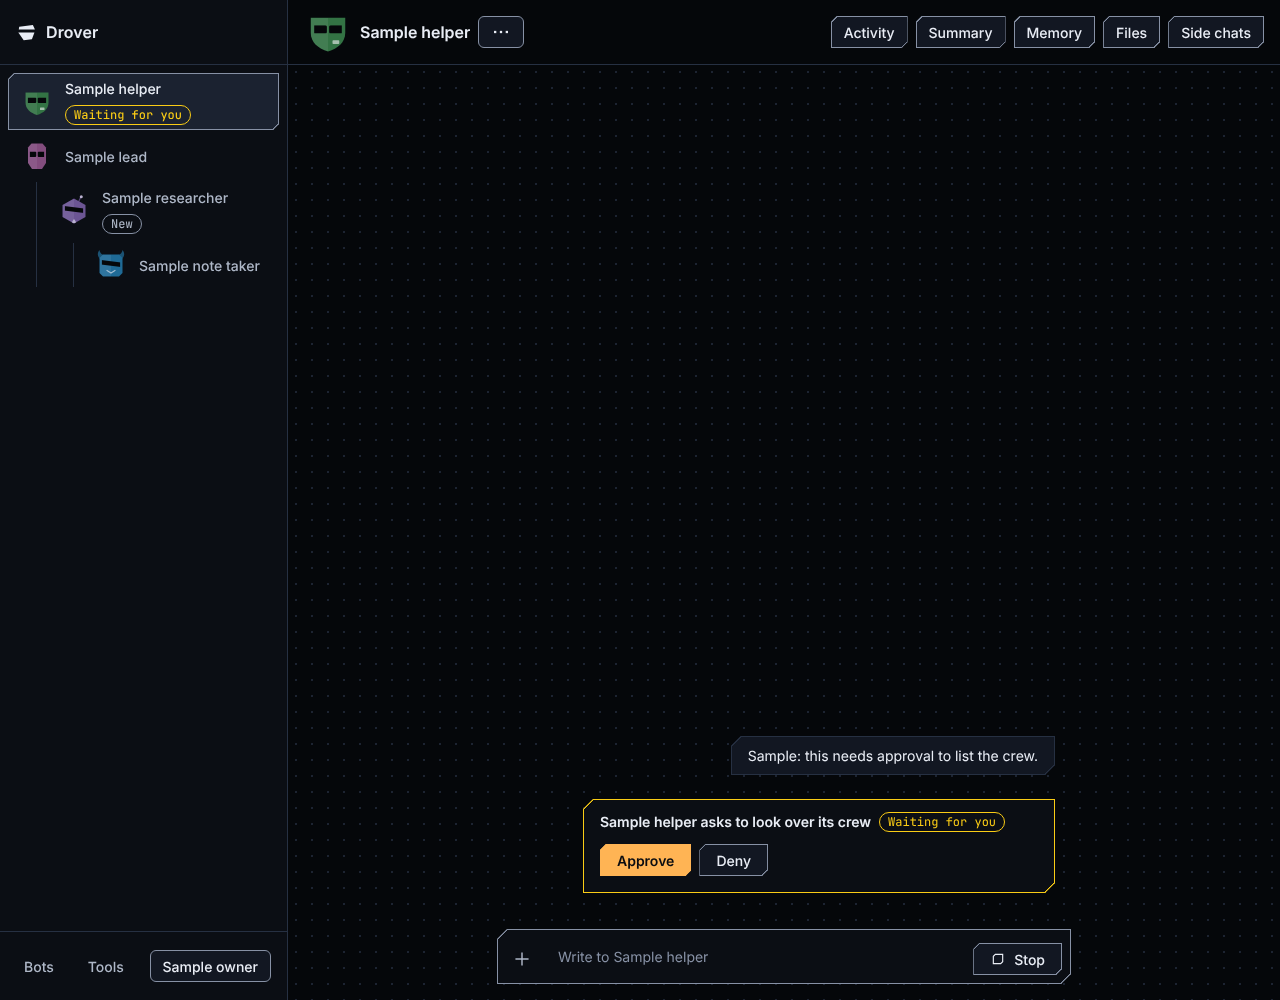 Drover
Sample helper
Waiting for you
Sample lead
Sample researcher
New
Sample note taker
Bots
Tools
Sample owner
Sample helper
Activity
Summary
Memory
Files
Side chats
Sample: this needs approval to list the crew.
Sample helper asks to look over its crew
Waiting for you
Approve
Deny
Write to Sample helper
Stop